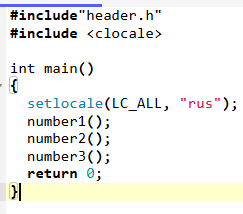 #include"header.h"
#include <clocale>
int main()
{
setlocale(LC_ALL, "rus");
number1();
number2();
number3();
return 0;
}